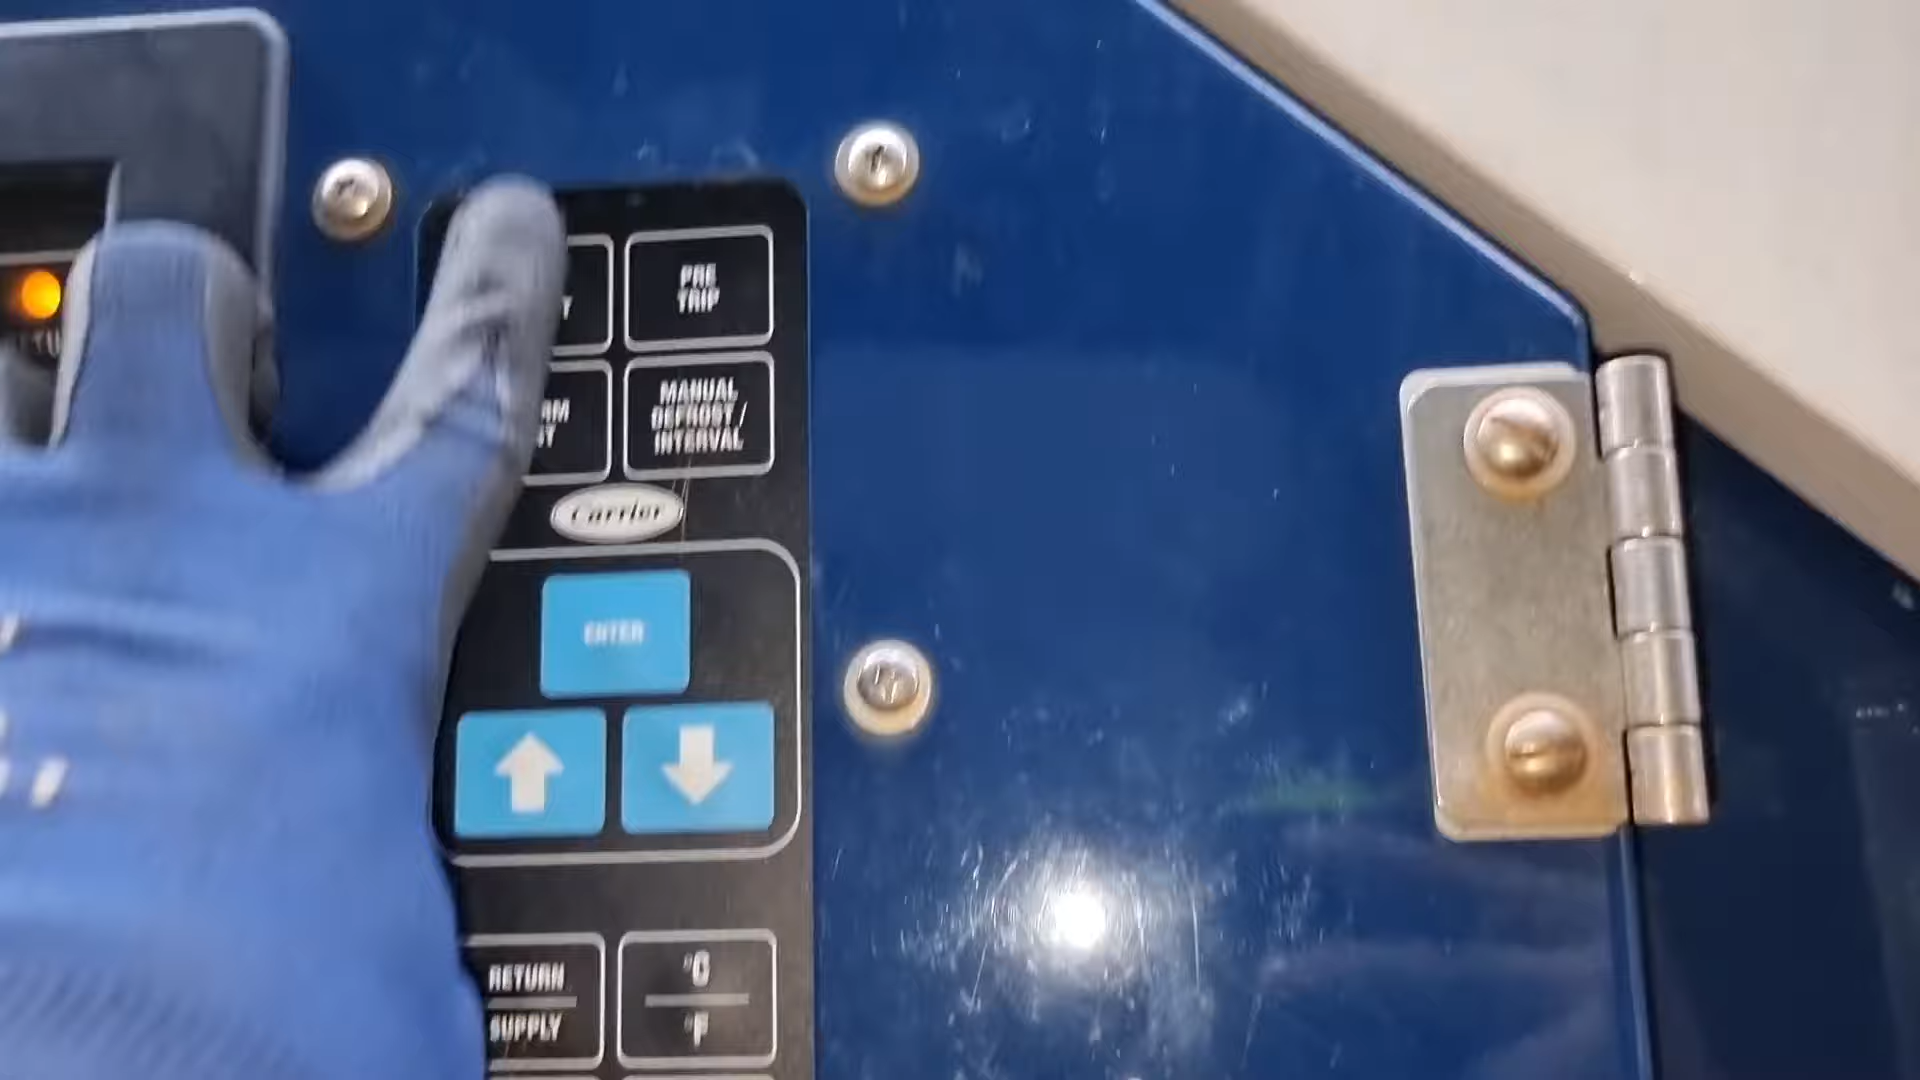 PRE
TRIP
MANUAL
DEFROST /
INTERVAL
Carrier
ENTER
RETURN
SUPPLY
°C
°F